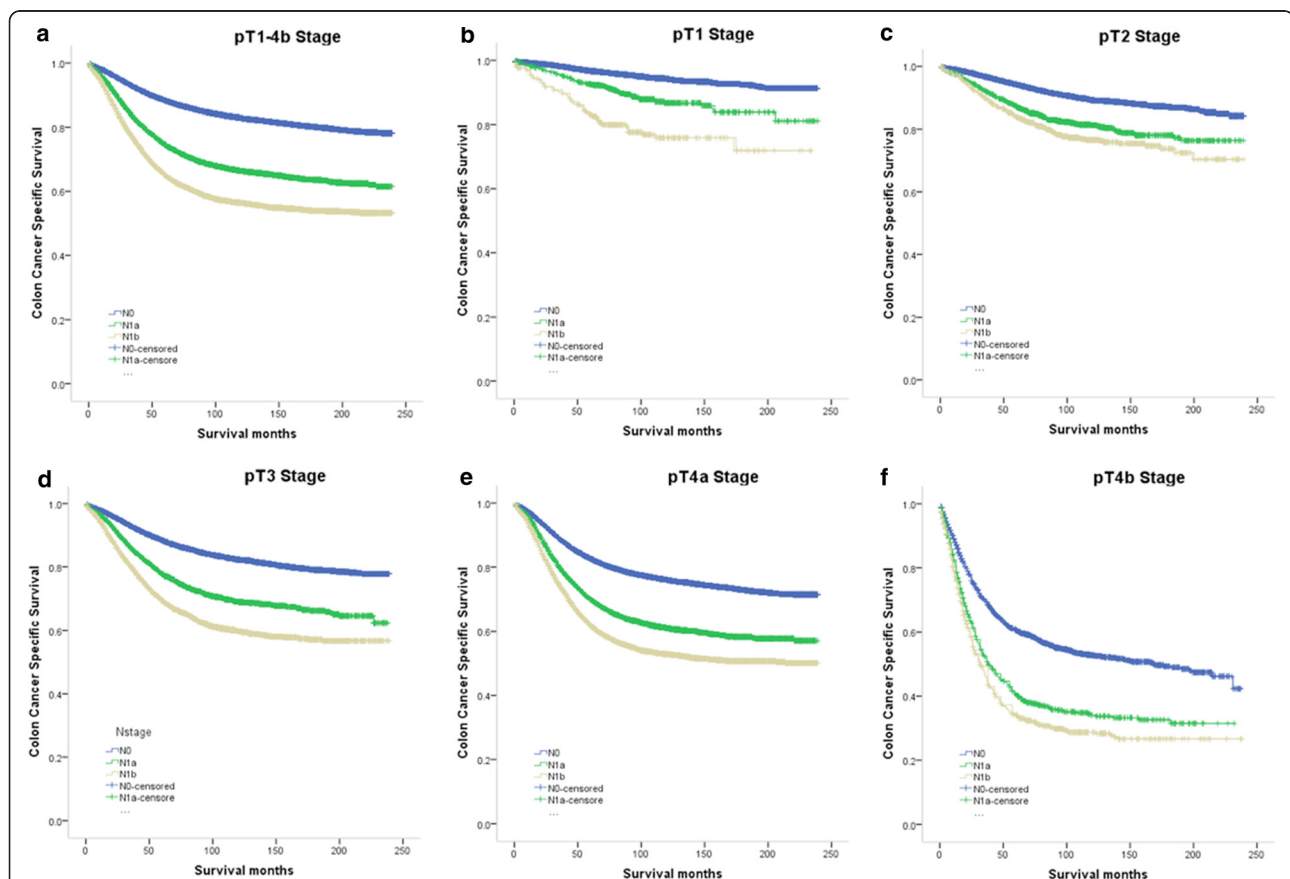 a
pT1-4b Stage
Colon Cancer Specific Survival
1.0
0.8
0.6
0.4
0.2
0.0
N0
N1a
N1b
N0-censored
N1a-censore
...
0 50 100 150 200 250
Survival months
b
pT1 Stage
Colon Cancer Specific Survival
1.0
0.8
0.6
0.4
0.2
0.0
N0
N1a
N1b
N0-censored
N1a-censore
...
0 50 100 150 200 250
Survival months
c
pT2 Stage
Colon Cancer Specific Survival
1.0
0.8
0.6
0.4
0.2
0.0
N0
N1a
N1b
N0-censored
N1a-censore
...
0 50 100 150 200 250
Survival months
d
pT3 Stage
Colon Cancer Specific Survival
1.0
0.8
0.6
0.4
0.2
0.0
Nstage
N0
N1a
N1b
N0-censored
N1a-censore
...
0 50 100 150 200 250
Survival months
e
pT4a Stage
Colon Cancer Specific Survival
1.0
0.8
0.6
0.4
0.2
0.0
N0
N1a
N1b
N0-censored
N1a-censore
...
0 50 100 150 200 250
Survival months
f
pT4b Stage
Colon Cancer Specific Survival
1.0
0.8
0.6
0.4
0.2
0.0
N0
N1a
N1b
N0-censored
N1a-censore
...
0 50 100 150 200 250
Survival months